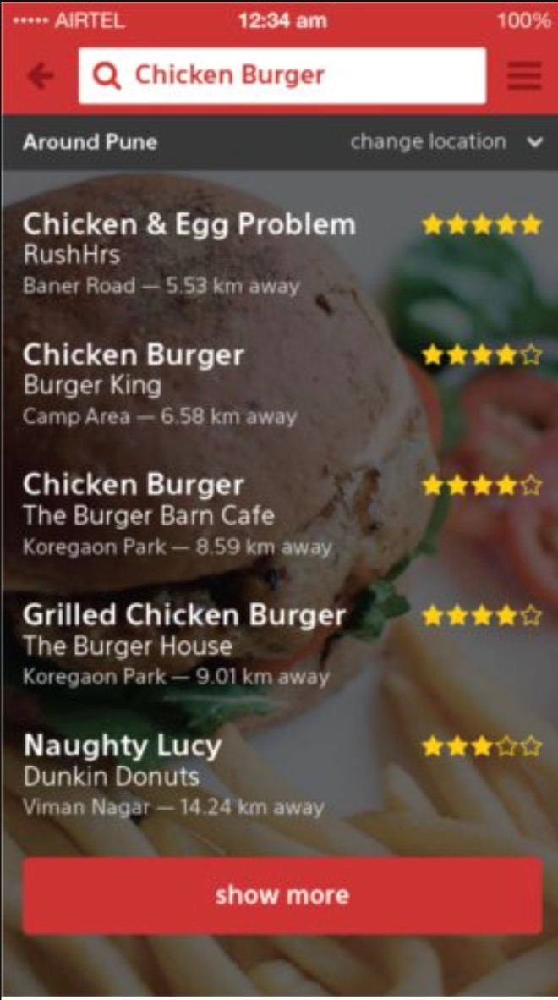 AIRTEL 12:34 am 100%
Chicken Burger
Around Pune change location
Chicken & Egg Problem
RushHrs
Baner Road — 5.53 km away
Chicken Burger
Burger King
Camp Area — 6.58 km away
Chicken Burger
The Burger Barn Cafe
Koregaon Park — 8.59 km away
Grilled Chicken Burger
The Burger House
Koregaon Park — 9.01 km away
Naughty Lucy
Dunkin Donuts
Viman Nagar — 14.24 km away
show more